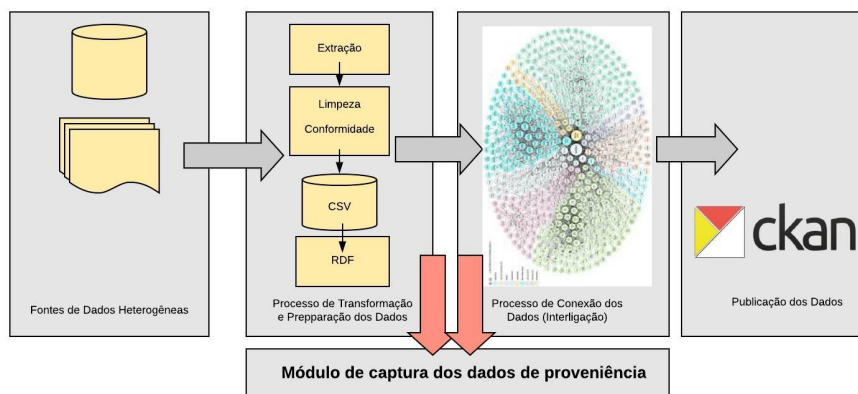 Extração
Limpeza
Conformidade
CSV
RDF
ckan
Fontes de Dados Heterogêneas
Processo de Transformação
e Prepparação dos Dados
Processo de Conexão dos
Dados (Interligação)
Publicação dos Dados
Módulo de captura dos dados de proveniência